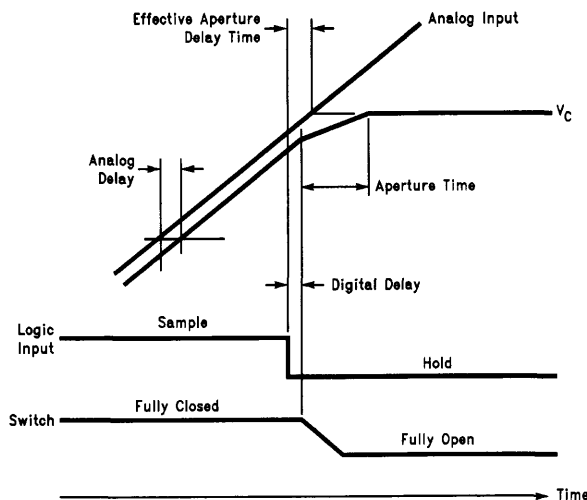 Effective Aperture
Delay Time
Analog Input
V_C
Analog
Delay
Aperture Time
Digital Delay
Logic
Input
Sample
Hold
Switch
Fully Closed
Fully Open
Time